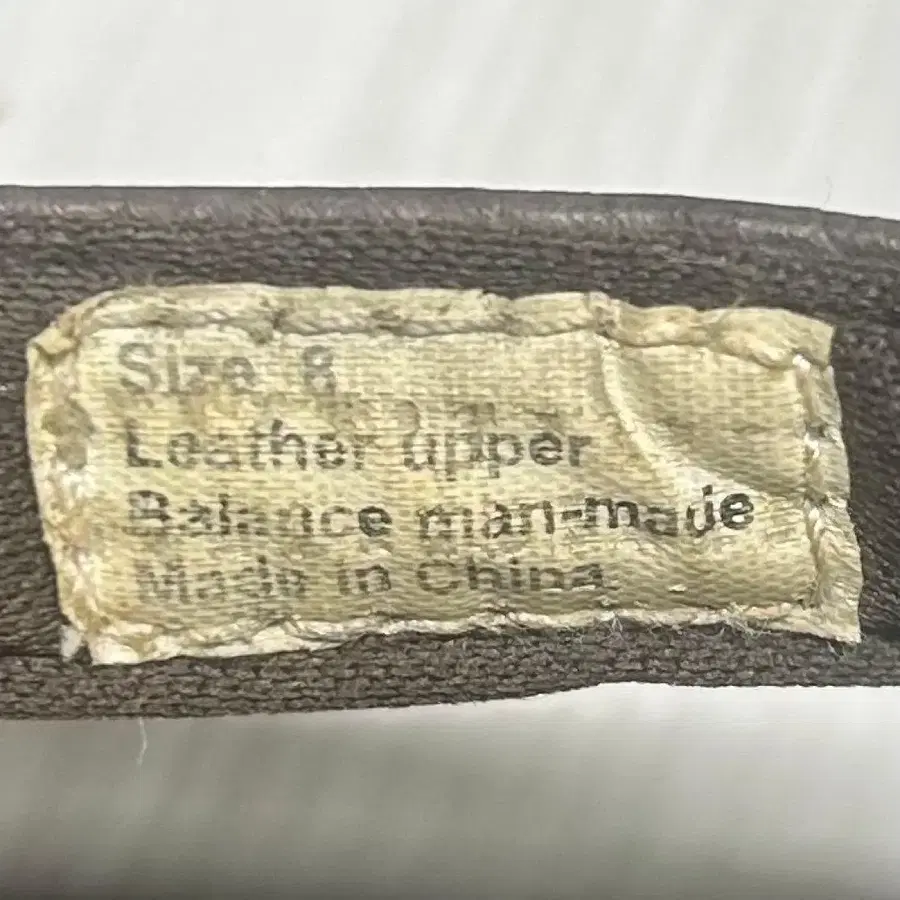 Size 8
Leather upper
Balance man-made
Made in China